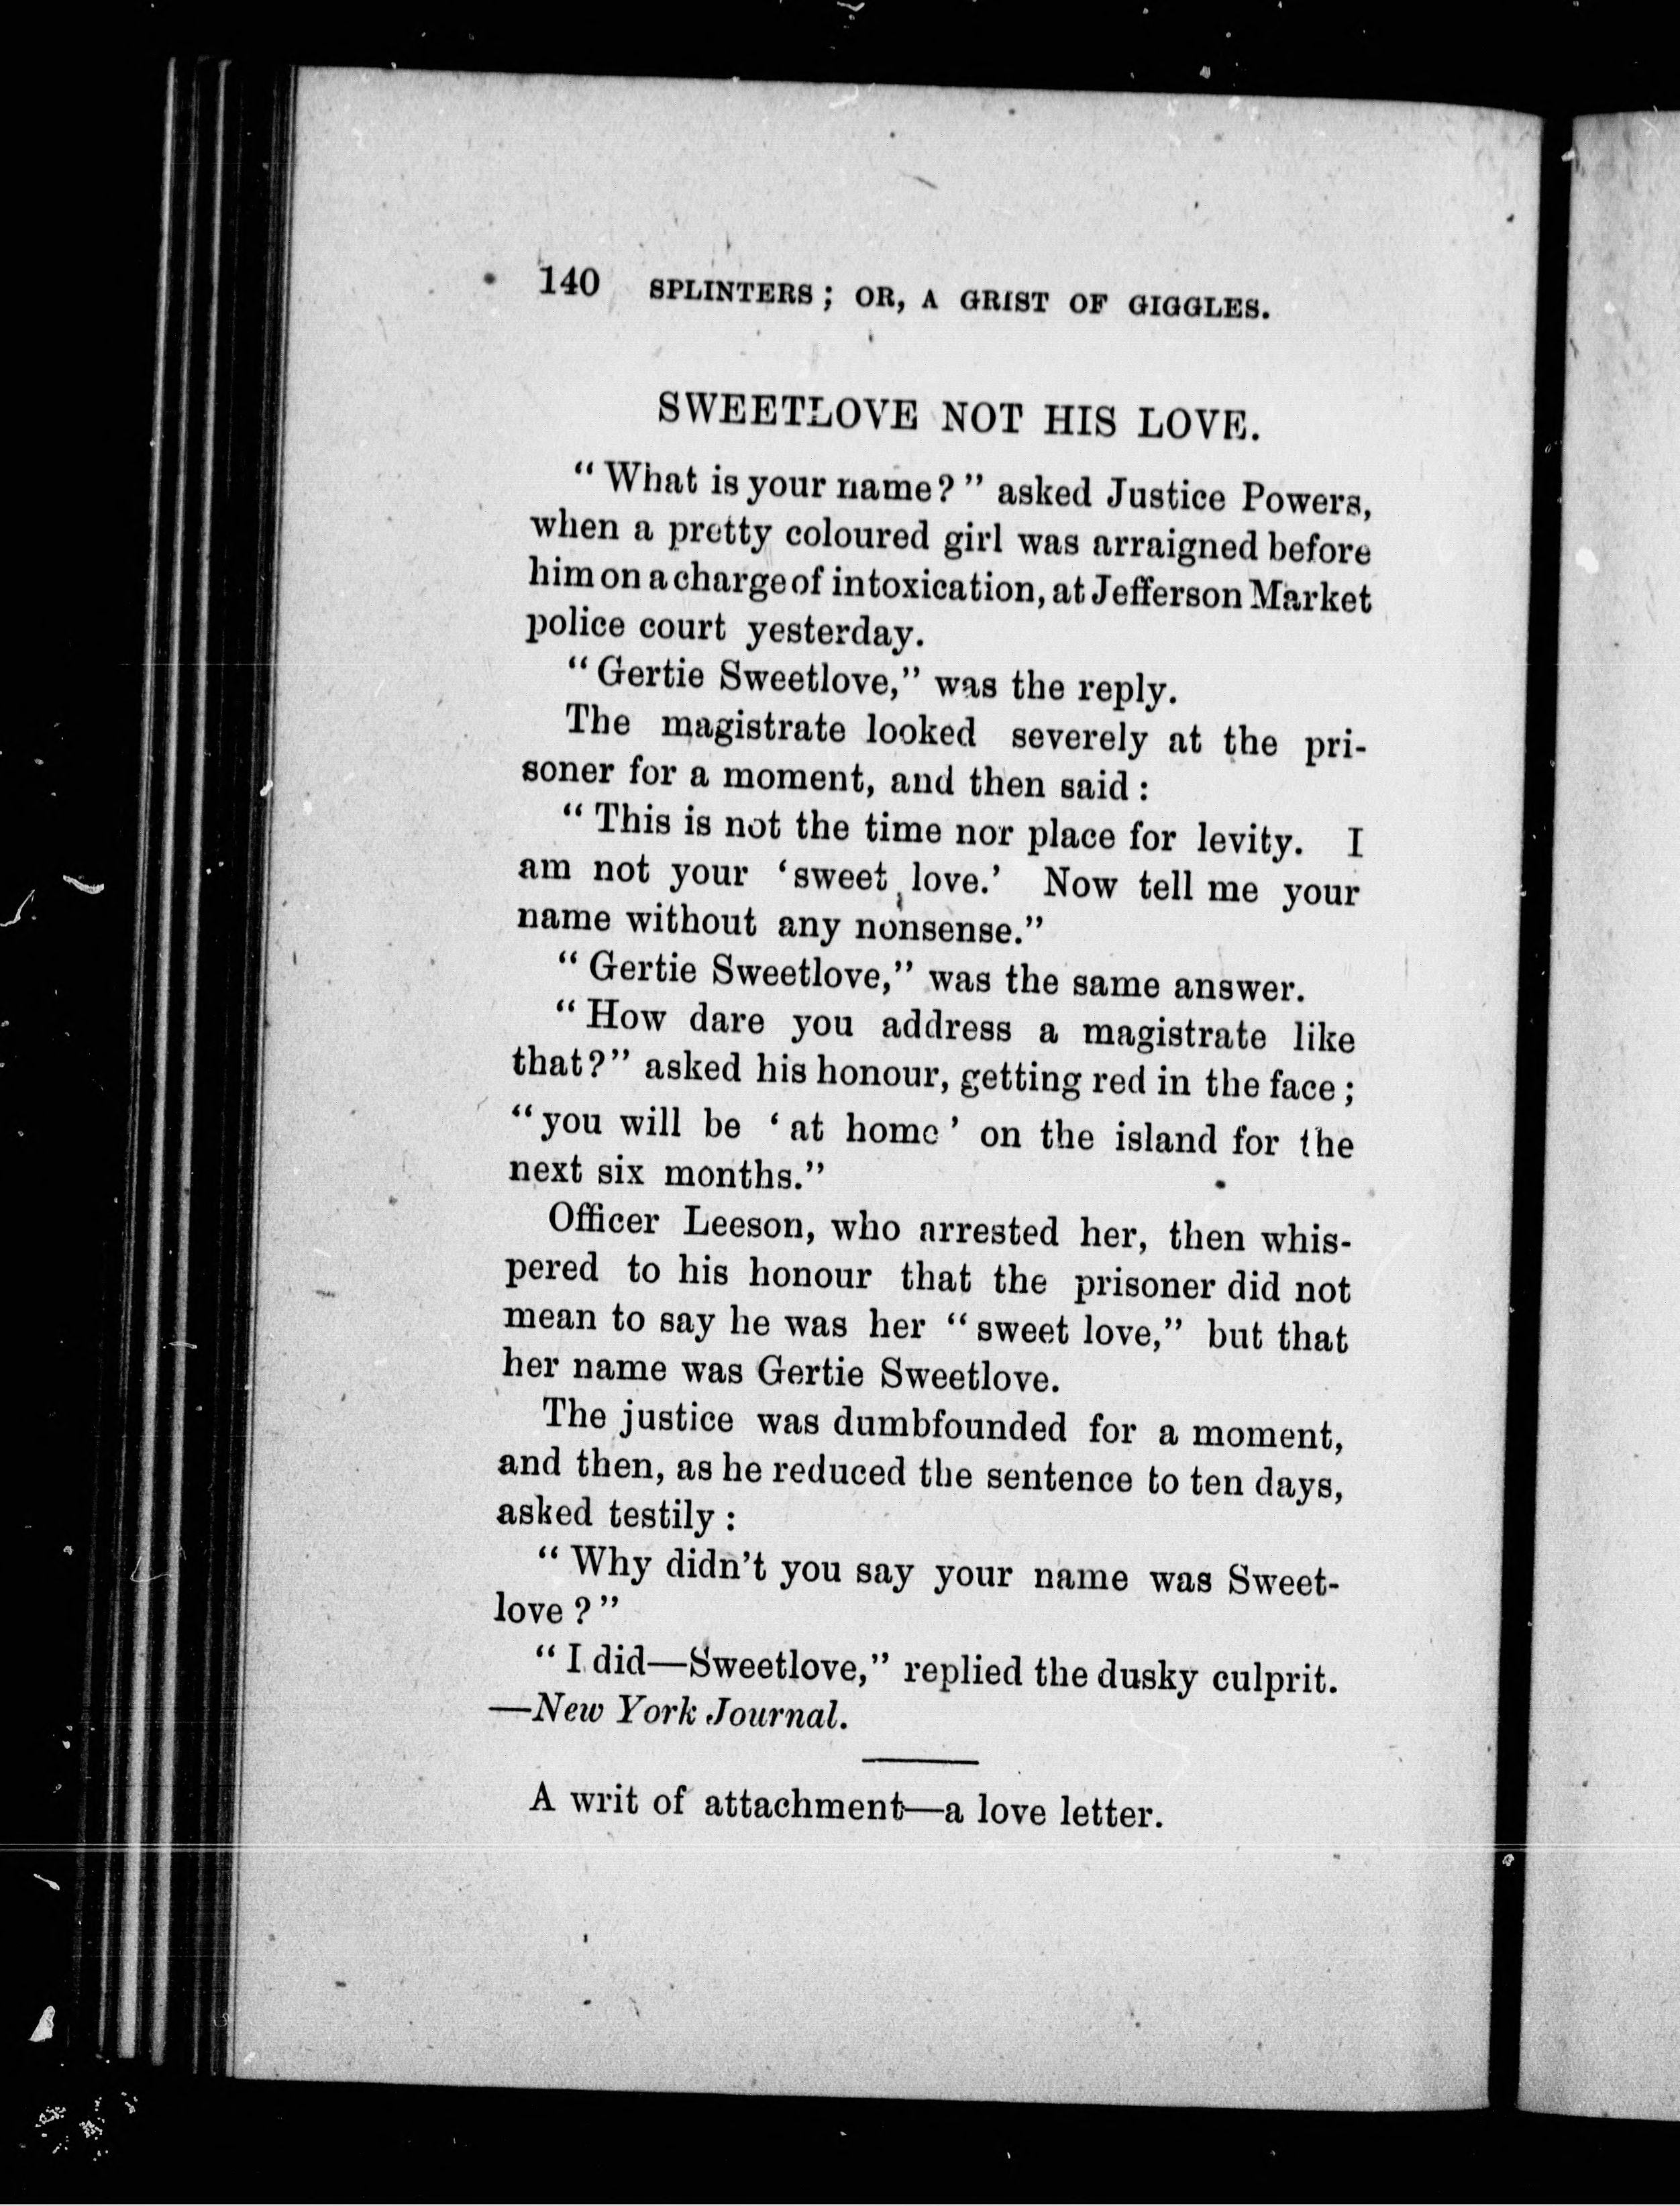 140 SPLINTERS ; OR, A GRIST OF GIGGLES.
SWEETLOVE NOT HIS LOVE.
“ What is your name? ” asked Justice Powers,
when a pretty coloured girl was arraigned before
him on a charge of intoxication, at Jefferson Market
police court yesterday.
“ Gertie Sweetlove,” was the reply.
The magistrate looked severely at the pri-
soner for a moment, and then said :
“ This is not the time nor place for levity. I
am not your ‘sweet love.’ Now tell me your
name without any nonsense.”
“ Gertie Sweetlove,” was the same answer.
“ How dare you address a magistrate like
that?” asked his honour, getting red in the face ;
“you will be ‘ at home ’ on the island for the
next six months.”
Officer Leeson, who arrested her, then whis-
pered to his honour that the prisoner did not
mean to say he was her “ sweet love,” but that
her name was Gertie Sweetlove.
The justice was dumbfounded for a moment,
and then, as he reduced the sentence to ten days,
asked testily :
“ Why didn’t you say your name was Sweet-
love ? ”
“ I did—Sweetlove,” replied the dusky culprit.
—New York Journal.
A writ of attachment—a love letter.